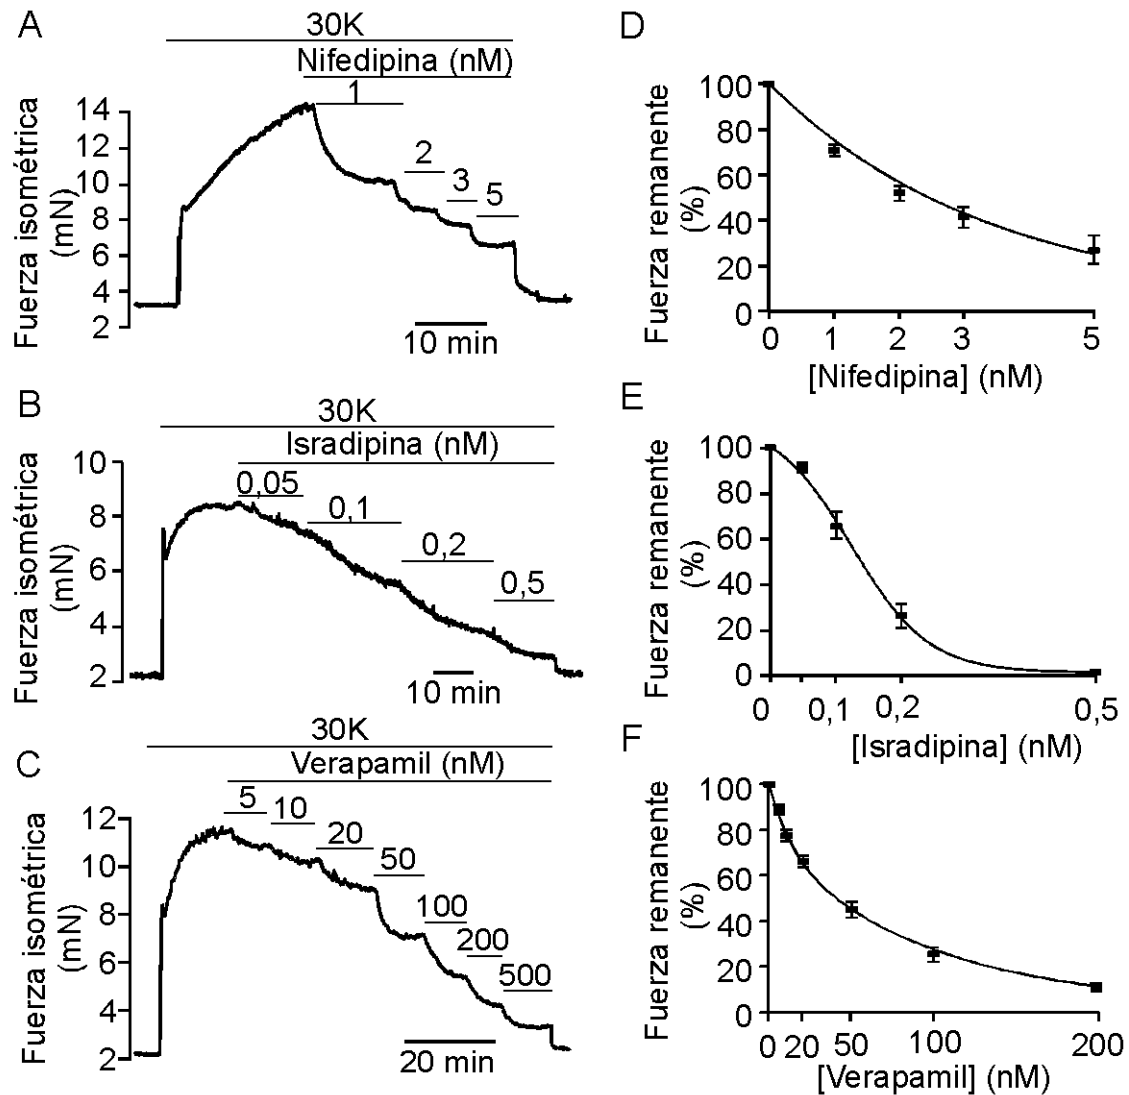 A
30K
Nifedipina (nM)
1
2
3
5
14
12
10
8
6
4
2
Fuerza isométrica
(mN)
10 min
D
100
80
60
40
20
0
Fuerza remanente
(%)
0
1
2
3
5
[Nifedipina] (nM)
B
30K
Isradipina (nM)
0,05
0,1
0,2
0,5
10
8
6
4
2
Fuerza isométrica
(mN)
10 min
E
100
80
60
40
20
0
Fuerza remanente
(%)
0
0,1
0,2
0,5
[Isradipina] (nM)
C
30K
Verapamil (nM)
5
10
20
50
100
200
500
12
10
8
6
4
2
Fuerza isométrica
(mN)
20 min
F
100
80
60
40
20
0
Fuerza remanente
(%)
0
20
50
100
200
[Verapamil] (nM)